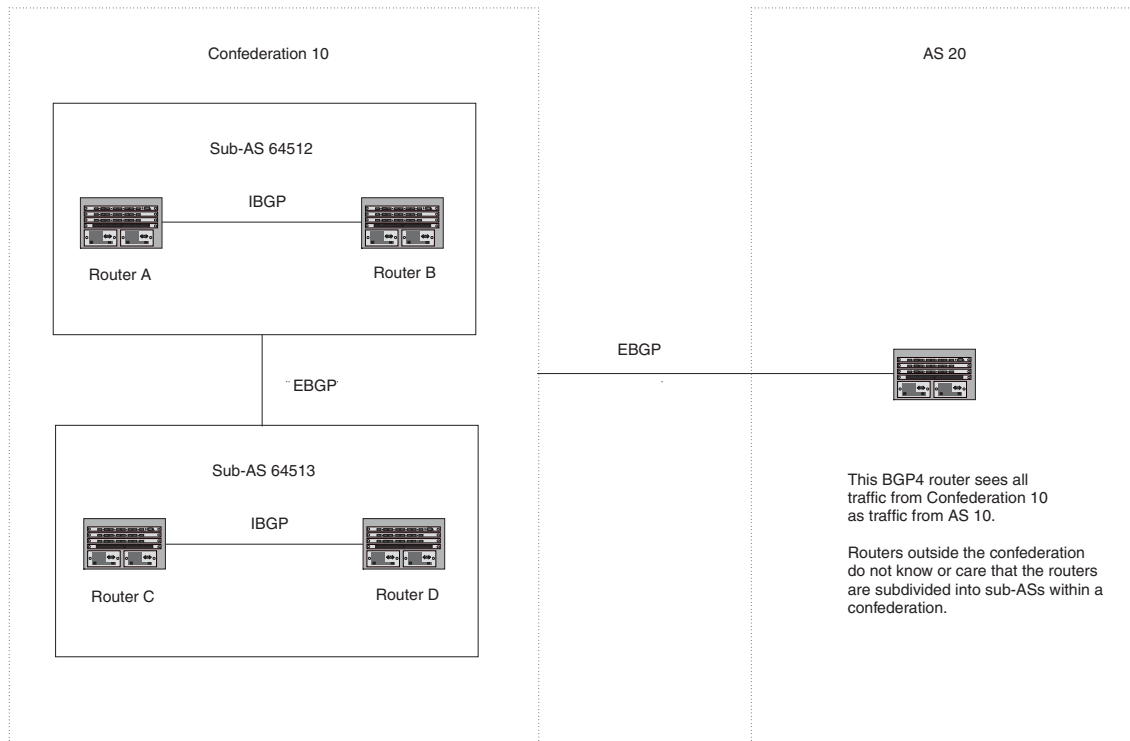 Confederation 10
AS 20
Sub-AS 64512
IBGP
Router A
Router B
EBGP
EBGP
Sub-AS 64513
IBGP
Router C
Router D
This BGP4 router sees all
traffic from Confederation 10
as traffic from AS 10.
Routers outside the confederation
do not know or care that the routers
are subdivided into sub-ASs within a
confederation.